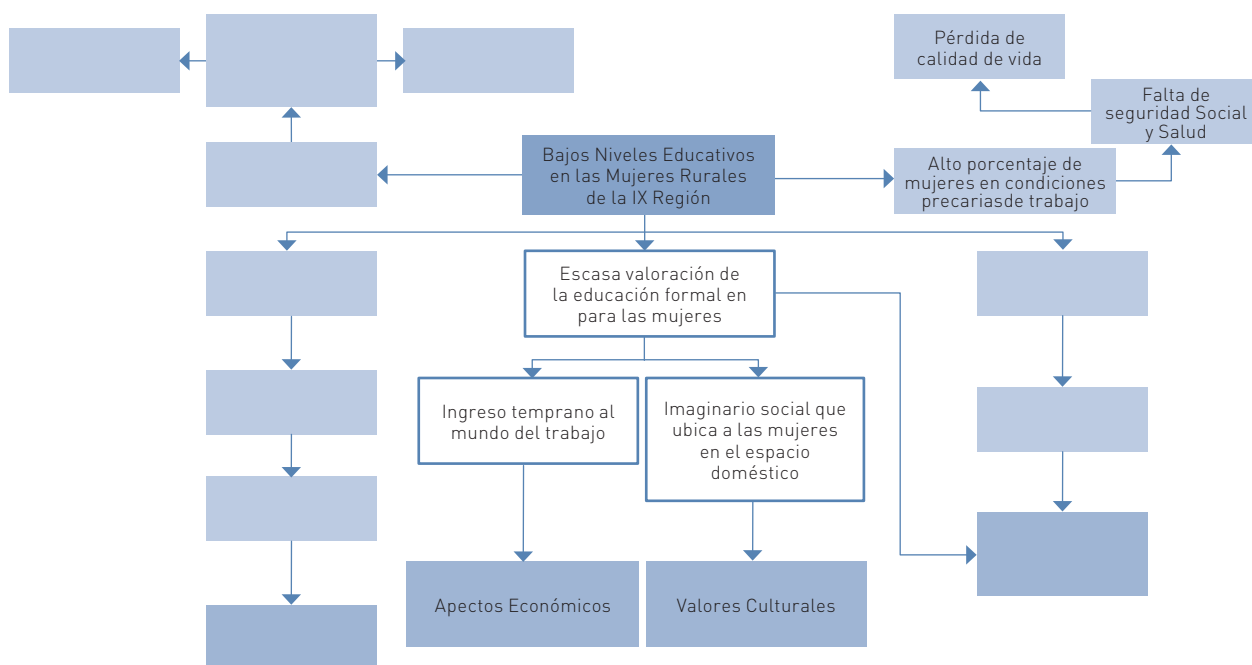 Pérdida de
calidad de vida
Falta de
seguridad Social
y Salud
Bajos Niveles Educativos
en las Mujeres Rurales
de la IX Región
Alto porcentaje de
mujeres en condiciones
precariasde trabajo
Escasa valoración de
la educación formal en
para las mujeres
Ingreso temprano al
mundo del trabajo
Imaginario social que
ubica a las mujeres
en el espacio
doméstico
Apectos Económicos
Valores Culturales